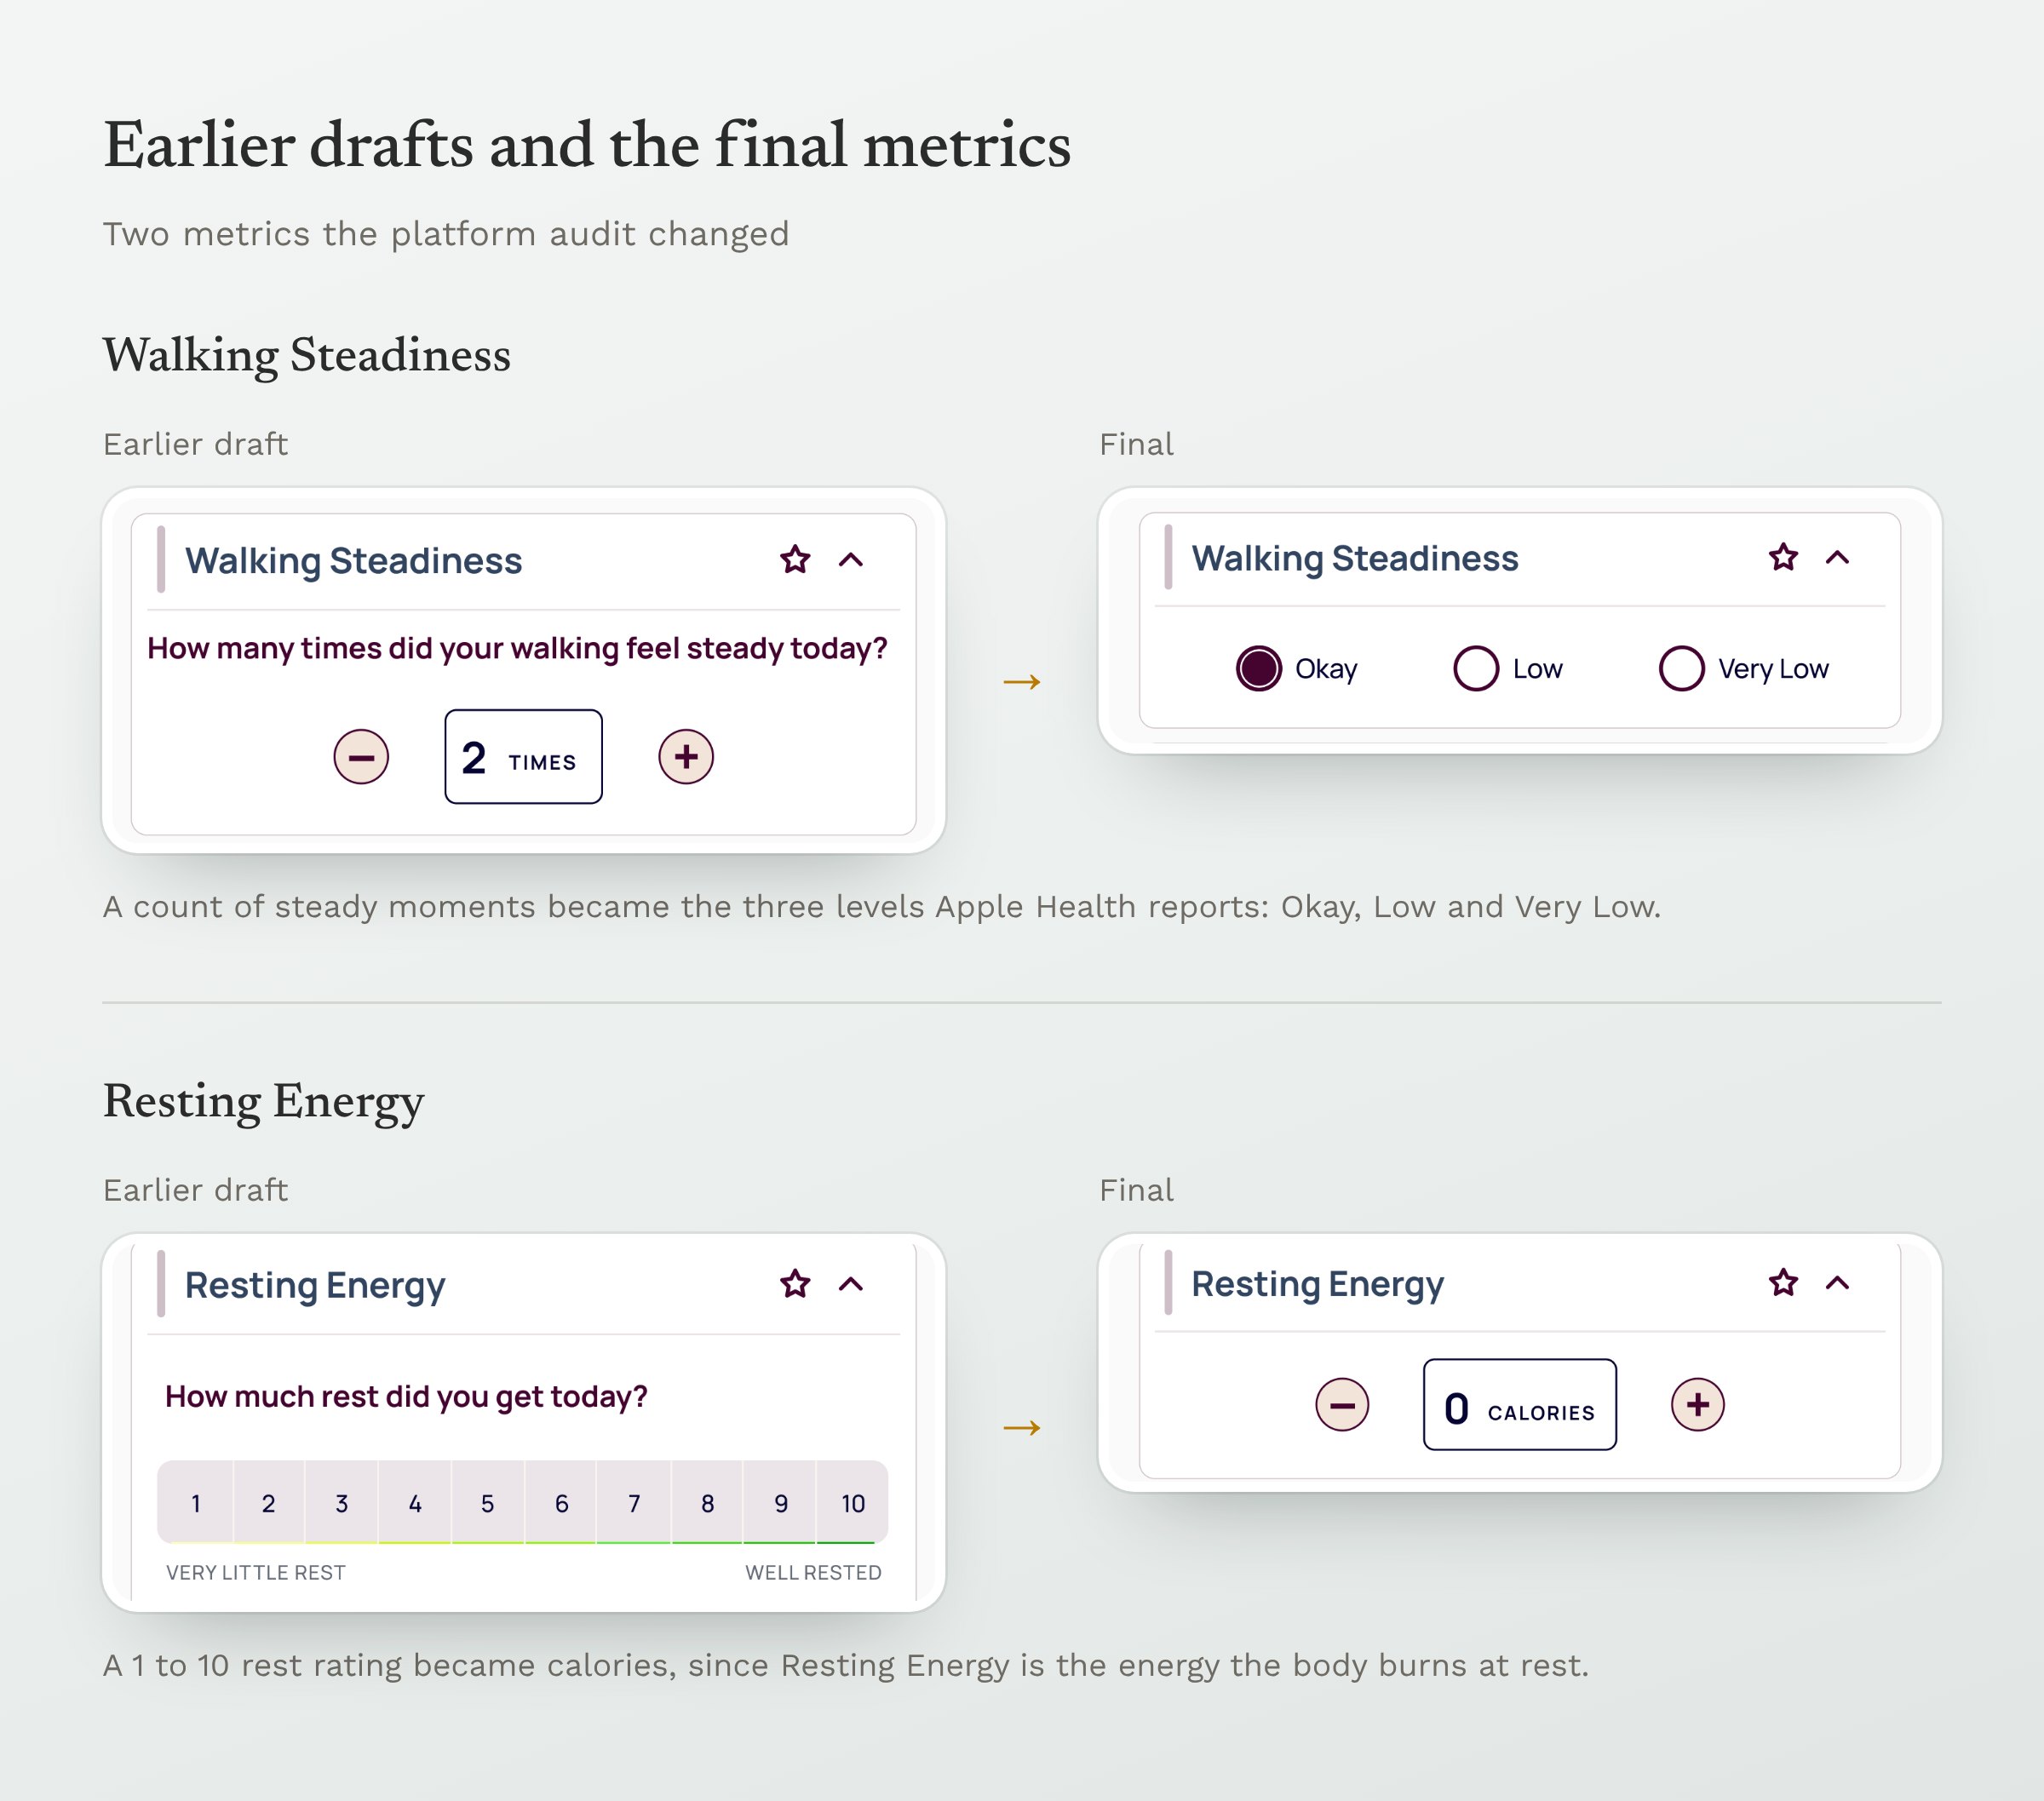 Earlier drafts and the final metrics
Two metrics the platform audit changed
Walking Steadiness
Earlier draft
Walking Steadiness
How many times did your walking feel steady today?
2 TIMES
→
Final
Walking Steadiness
Okay
Low
Very Low
A count of steady moments became the three levels Apple Health reports: Okay, Low and Very Low.
Resting Energy
Earlier draft
Resting Energy
How much rest did you get today?
1 2 3 4 5 6 7 8 9 10
VERY LITTLE REST
WELL RESTED
→
Final
Resting Energy
0 CALORIES
A 1 to 10 rest rating became calories, since Resting Energy is the energy the body burns at rest.